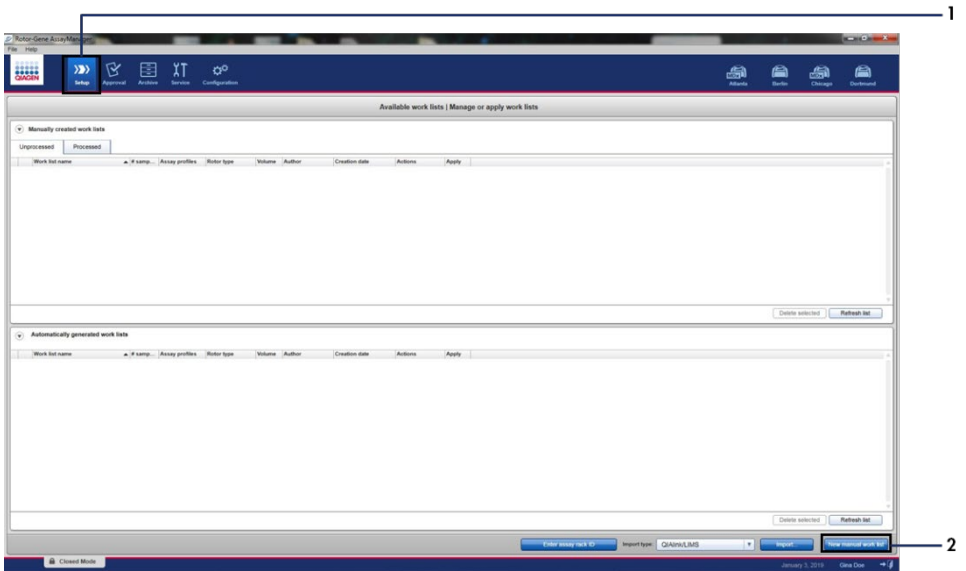 1
Rotor-Gene AssayManager
File Help
QIAGEN
Setup Approval Archive Service Configuration
NEW NEW
Atlanta Berlin Chicago Dortmund
Available work lists | Manage or apply work lists
Manually created work lists
Unprocessed Processed
Work list name # samp... Assay profiles Rotor type Volume Author Creation date Actions Apply
Delete selected Refresh list
Automatically generated work lists
Work list name # samp... Assay profiles Rotor type Volume Author Creation date Actions Apply
Delete selected Refresh list
Enter assay rack ID Import type: QIAlink/LIMS Import... New manual work list
2
Closed Mode January 3, 2019 Gina Doe